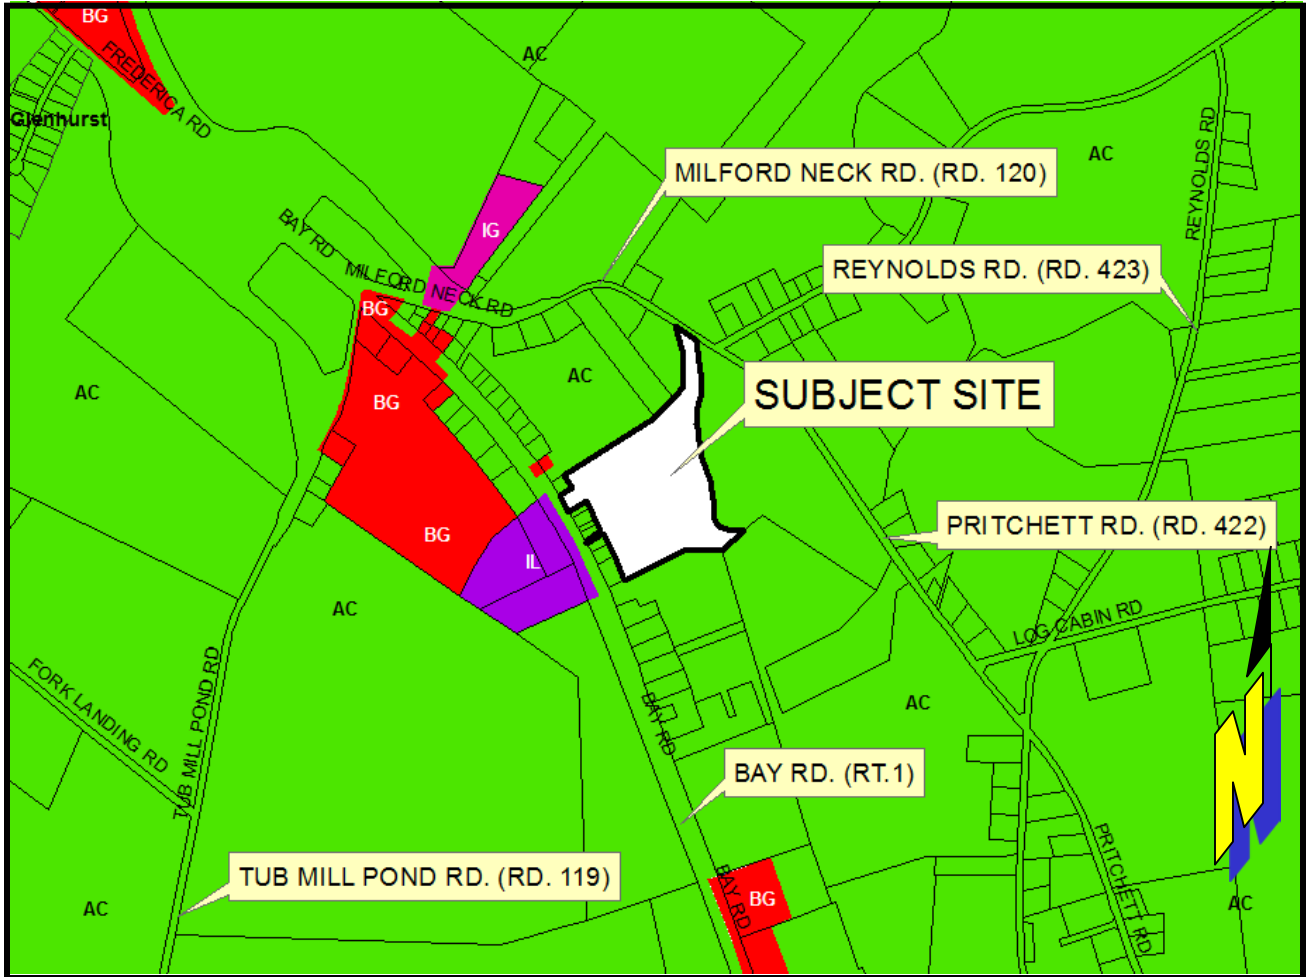 BG
AC
FREDERICA RD
Glenhurst
REYNOLDS RD
AC
MILFORD NECK RD. (RD. 120)
IG
BAY RD
REYNOLDS RD. (RD. 423)
MILFORD NECK RD
BG
AC
AC
BG
SUBJECT SITE
PRITCHETT RD. (RD. 422)
BG
IL
AC
LOG CABIN RD
FORK LANDING RD
TUB MILL POND RD
AC
BAY RD
N
BAY RD. (RT.1)
TUB MILL POND RD. (RD. 119)
PRITCHETT RD
BAY RD
BG
AC
AC